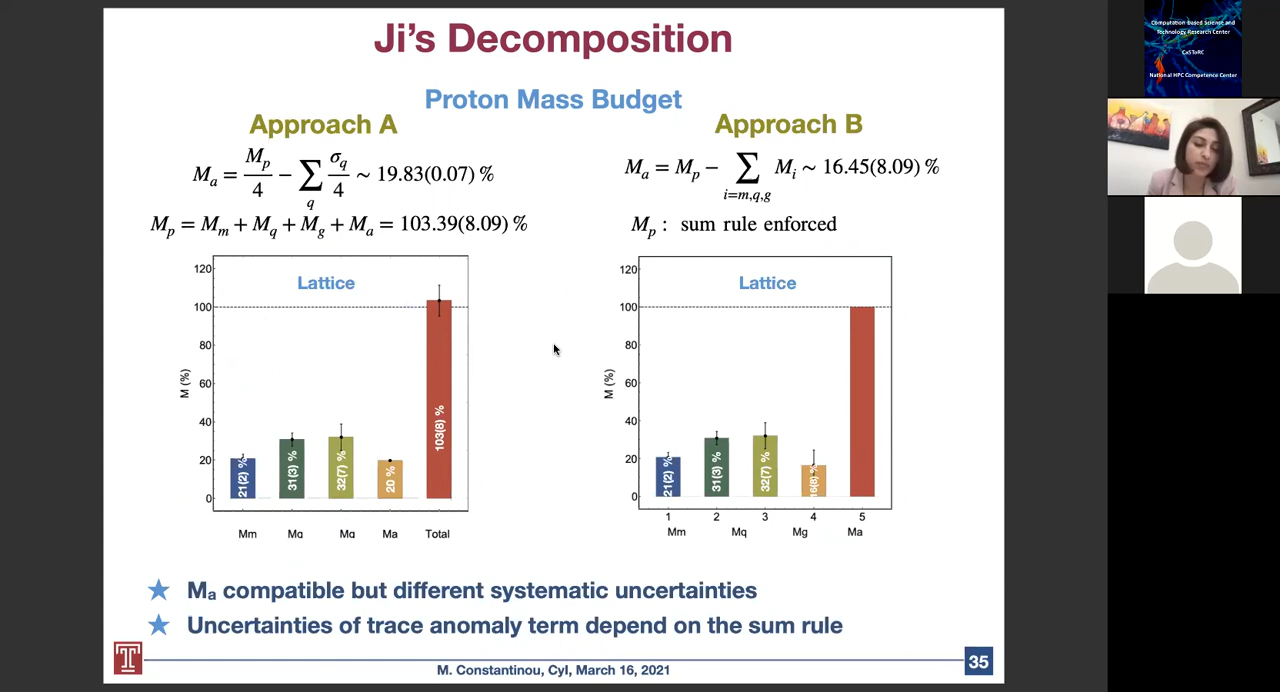 Ji's Decomposition
Proton Mass Budget
Approach A
M_a = M_p/4 − ∑_q σ_q/4 ~ 19.83(0.07) %
M_p = M_m + M_q + M_g + M_a = 103.39(8.09) %
Lattice
M (%)
120
100
80
60
40
20
0
21(2) %
31(3) %
32(7) %
20 %
103(8) %
Mm Mq Mg Ma Total
Approach B
M_a = M_p − ∑_{i=m,q,g} M_i ~ 16.45(8.09) %
M_p : sum rule enforced
Lattice
M (%)
120
100
80
60
40
20
0
21(2) %
31(3) %
32(7) %
16(8) %
1 2 3 4 5
Mm Mq Mg Ma
★ Mₐ compatible but different systematic uncertainties
★ Uncertainties of trace anomaly term depend on the sum rule
T
M. Constantinou, CyI, March 16, 2021
35
Computation-based Science and
Technology Research Center
CaSToRC
National HPC Competence Center